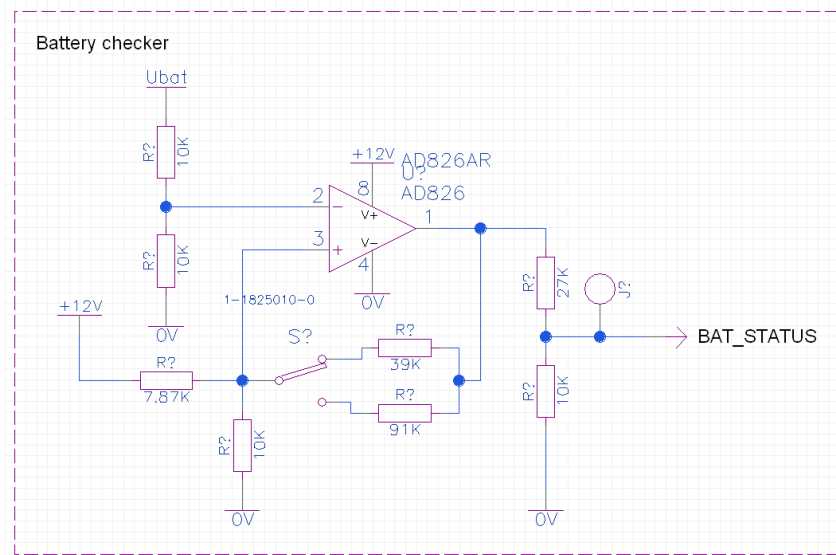 Battery checker
Ubat
R?
10K
+12V
AD826AR
U?
AD826
8
2
-
V+
1
3
+
V-
4
R?
10K
0V
R?
27K
J?
1-1825010-0
+12V
0V
S?
R?
39K
BAT_STATUS
R?
7.87K
R?
91K
R?
10K
R?
10K
0V
0V